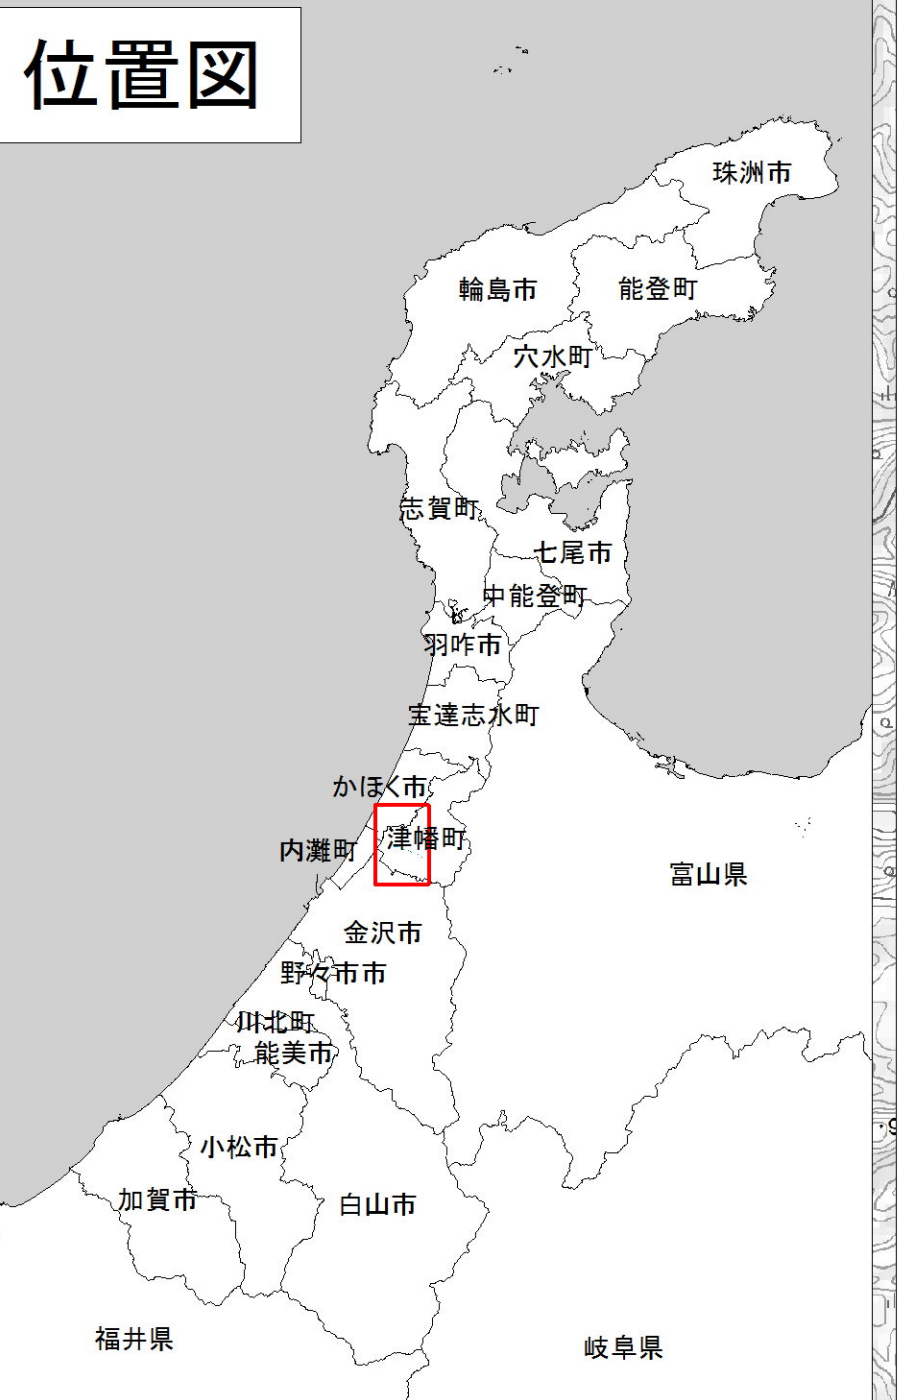 位置図
珠洲市
輪島市
能登町
穴水町
志賀町
七尾市
中能登町
羽咋市
宝達志水町
かほく市
津幡町
内灘町
富山県
金沢市
野々市市
川北町
能美市
小松市
加賀市
白山市
福井県
岐阜県